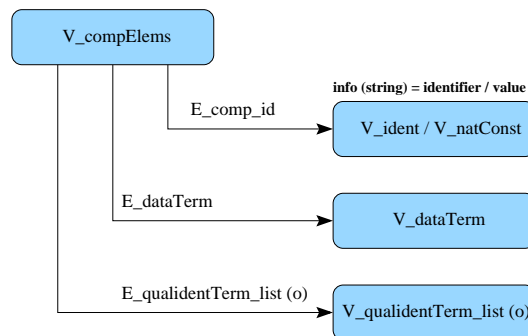 V_compElems
info (string) = identifier / value
E_comp_id
V_ident / V_natConst
E_dataTerm
V_dataTerm
E_qualidentTerm_list (o)
V_qualidentTerm_list (o)